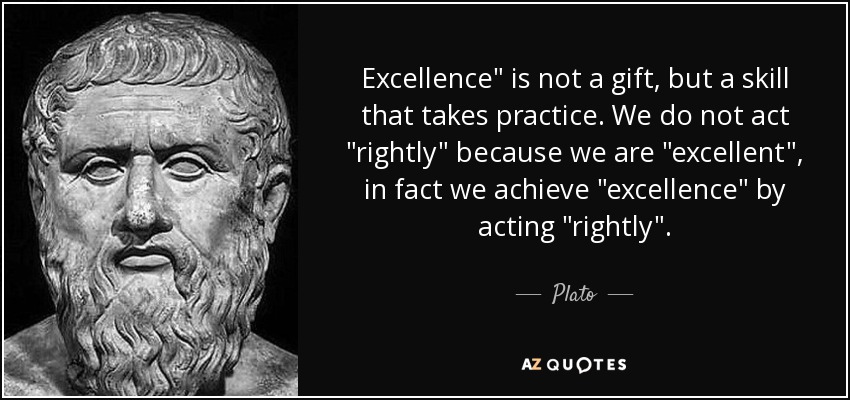 Excellence" is not a gift, but a skill
that takes practice. We do not act
"rightly" because we are "excellent",
in fact we achieve "excellence" by
acting "rightly".
Plato
AZ QUOTES